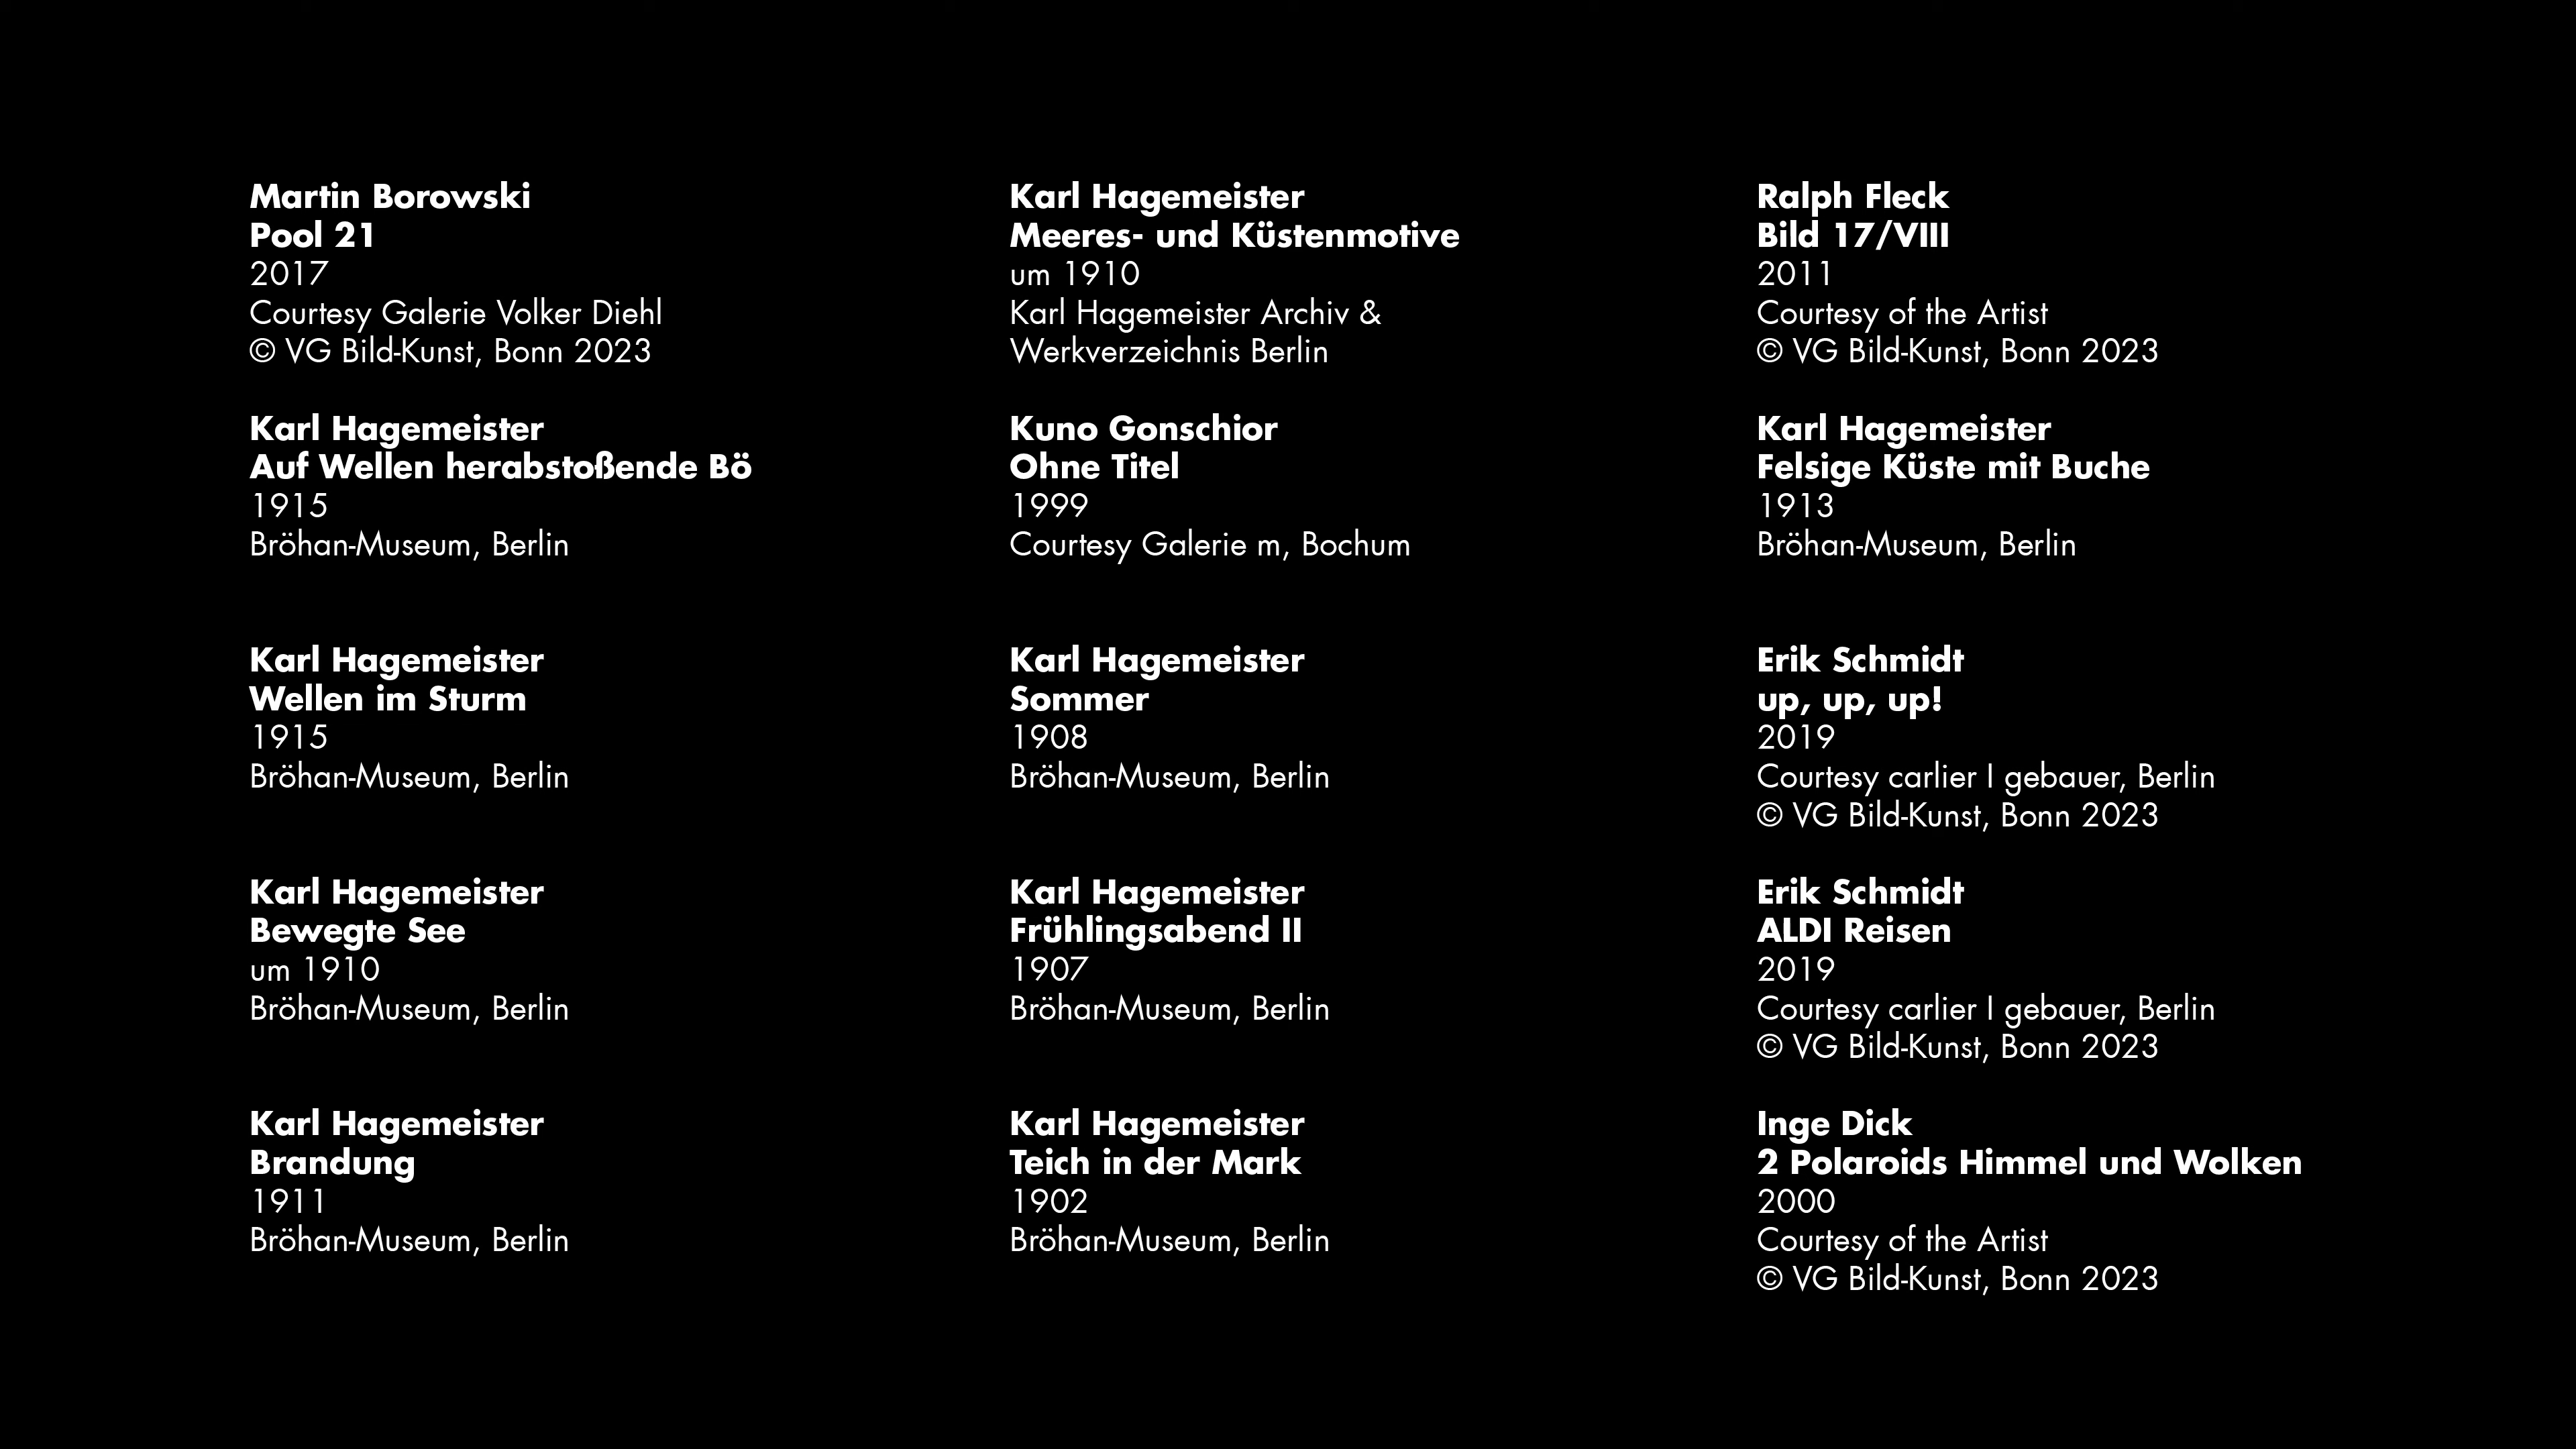 Martin Borowski
Pool 21
2017
Courtesy Galerie Volker Diehl
© VG Bild-Kunst, Bonn 2023
Karl Hagemeister
Auf Wellen herabstoßende Bö
1915
Bröhan-Museum, Berlin
Karl Hagemeister
Wellen im Sturm
1915
Bröhan-Museum, Berlin
Karl Hagemeister
Bewegte See
um 1910
Bröhan-Museum, Berlin
Karl Hagemeister
Brandung
1911
Bröhan-Museum, Berlin
Karl Hagemeister
Meeres- und Küstenmotive
um 1910
Karl Hagemeister Archiv &
Werkverzeichnis Berlin
Kuno Gonschior
Ohne Titel
1999
Courtesy Galerie m, Bochum
Karl Hagemeister
Sommer
1908
Bröhan-Museum, Berlin
Karl Hagemeister
Frühlingsabend II
1907
Bröhan-Museum, Berlin
Karl Hagemeister
Teich in der Mark
1902
Bröhan-Museum, Berlin
Ralph Fleck
Bild 17/VIII
2011
Courtesy of the Artist
© VG Bild-Kunst, Bonn 2023
Karl Hagemeister
Felsige Küste mit Buche
1913
Bröhan-Museum, Berlin
Erik Schmidt
up, up, up!
2019
Courtesy carlier I gebauer, Berlin
© VG Bild-Kunst, Bonn 2023
Erik Schmidt
ALDI Reisen
2019
Courtesy carlier I gebauer, Berlin
© VG Bild-Kunst, Bonn 2023
Inge Dick
2 Polaroids Himmel und Wolken
2000
Courtesy of the Artist
© VG Bild-Kunst, Bonn 2023